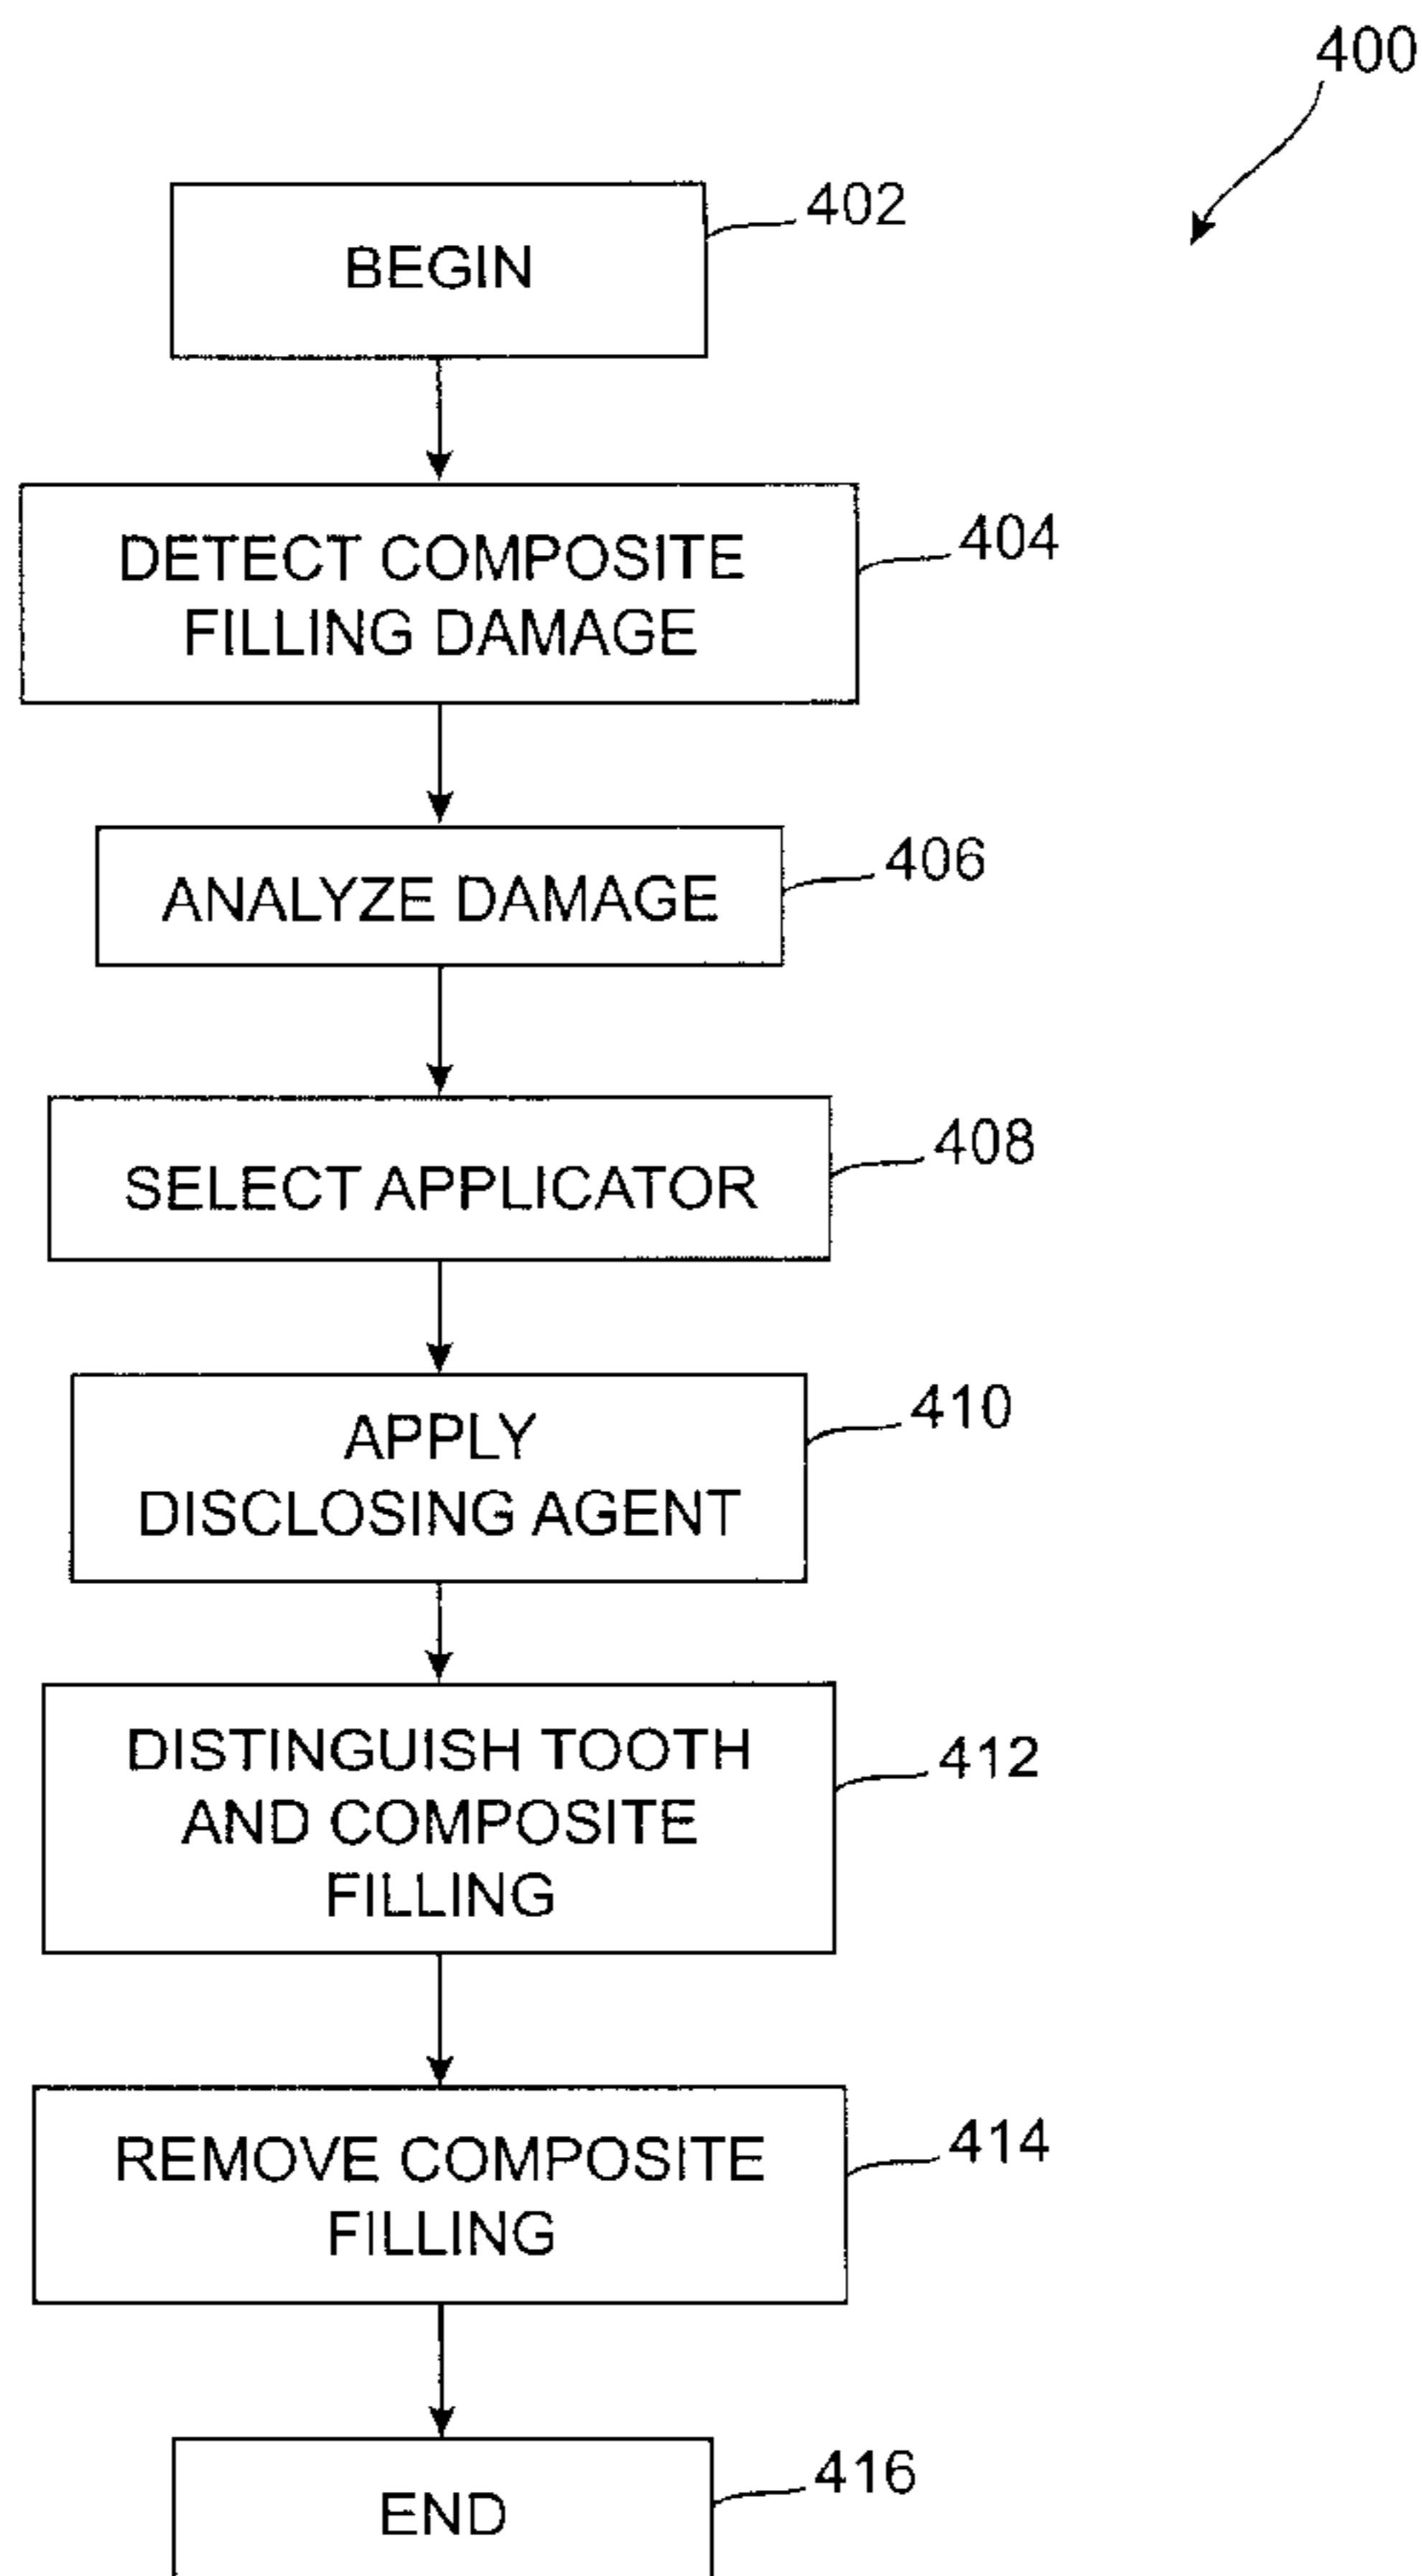 400
402
BEGIN
404
DETECT COMPOSITE
FILLING DAMAGE
406
ANALYZE DAMAGE
408
SELECT APPLICATOR
410
APPLY
DISCLOSING AGENT
412
DISTINGUISH TOOTH
AND COMPOSITE
FILLING
414
REMOVE COMPOSITE
FILLING
416
END